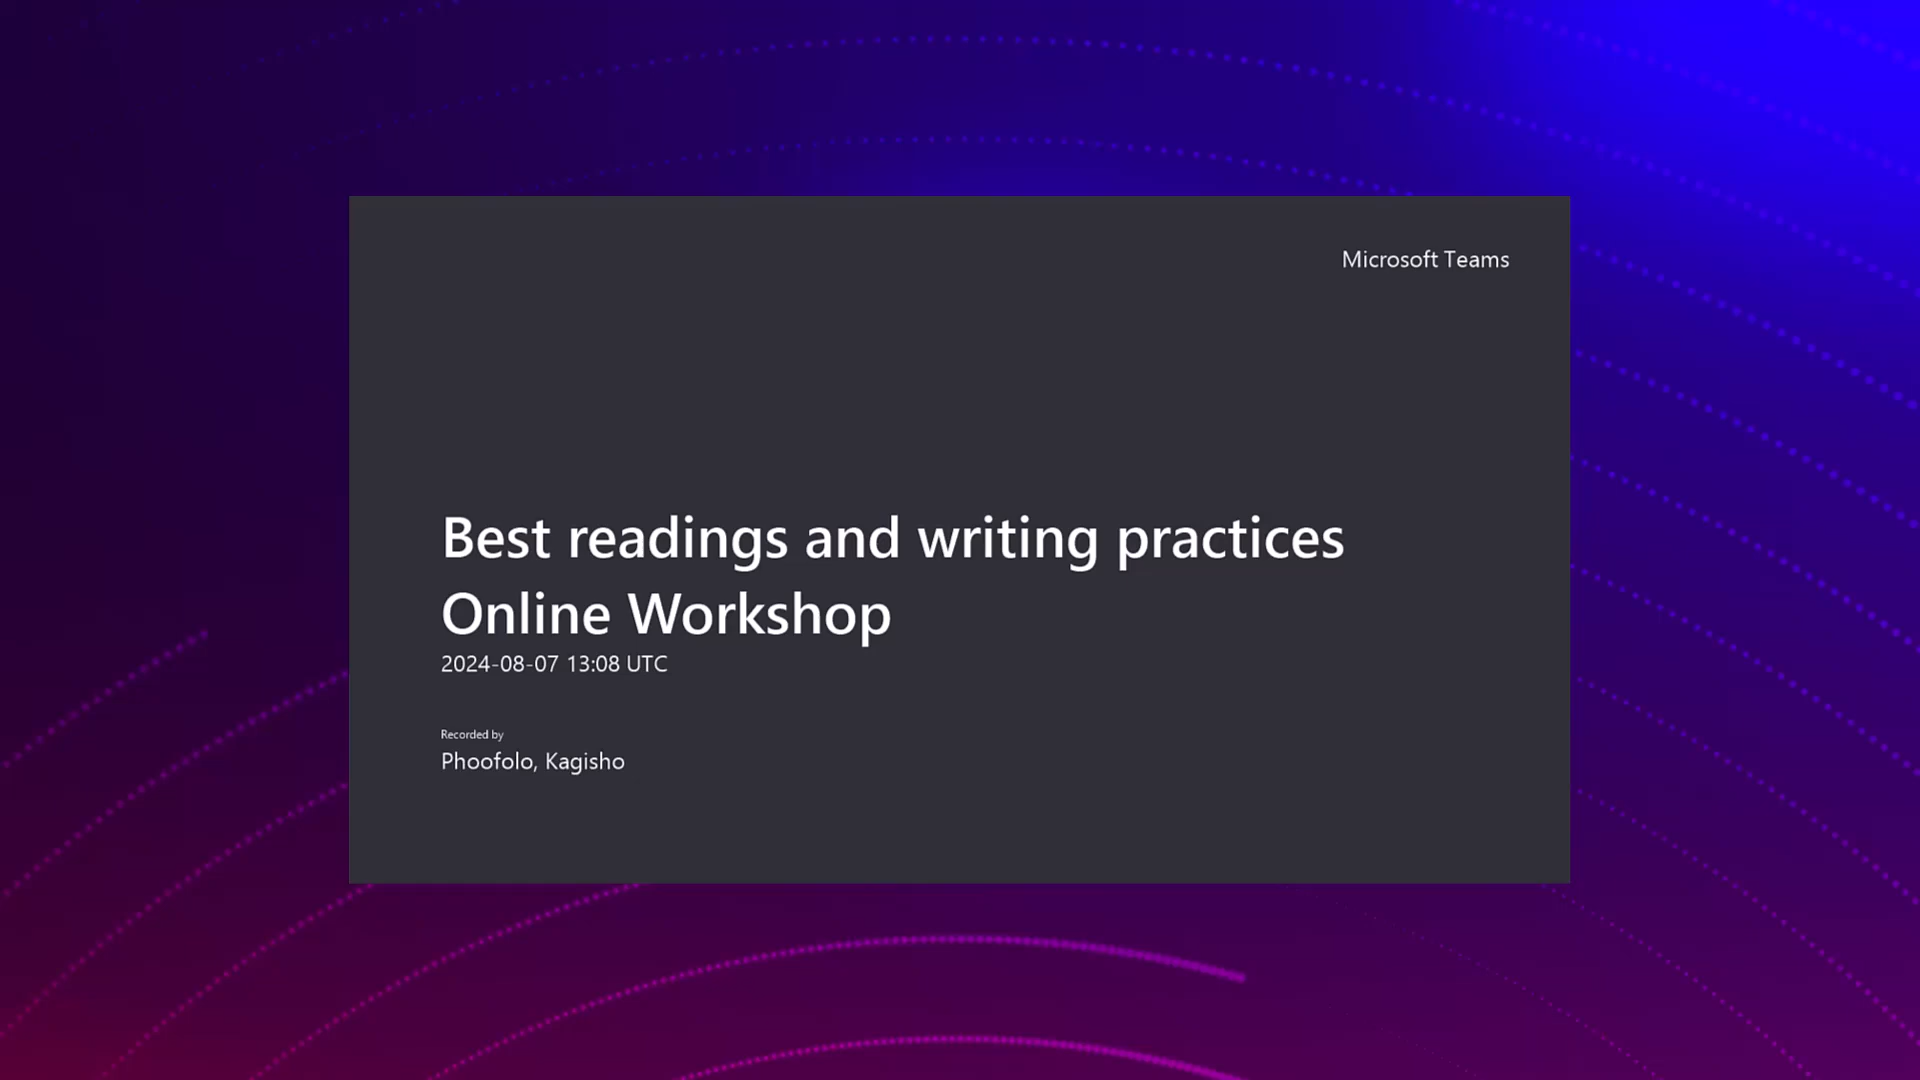 Microsoft Teams
Best readings and writing practices
Online Workshop
2024-08-07 13:08 UTC
Recorded by
Phoofolo, Kagisho